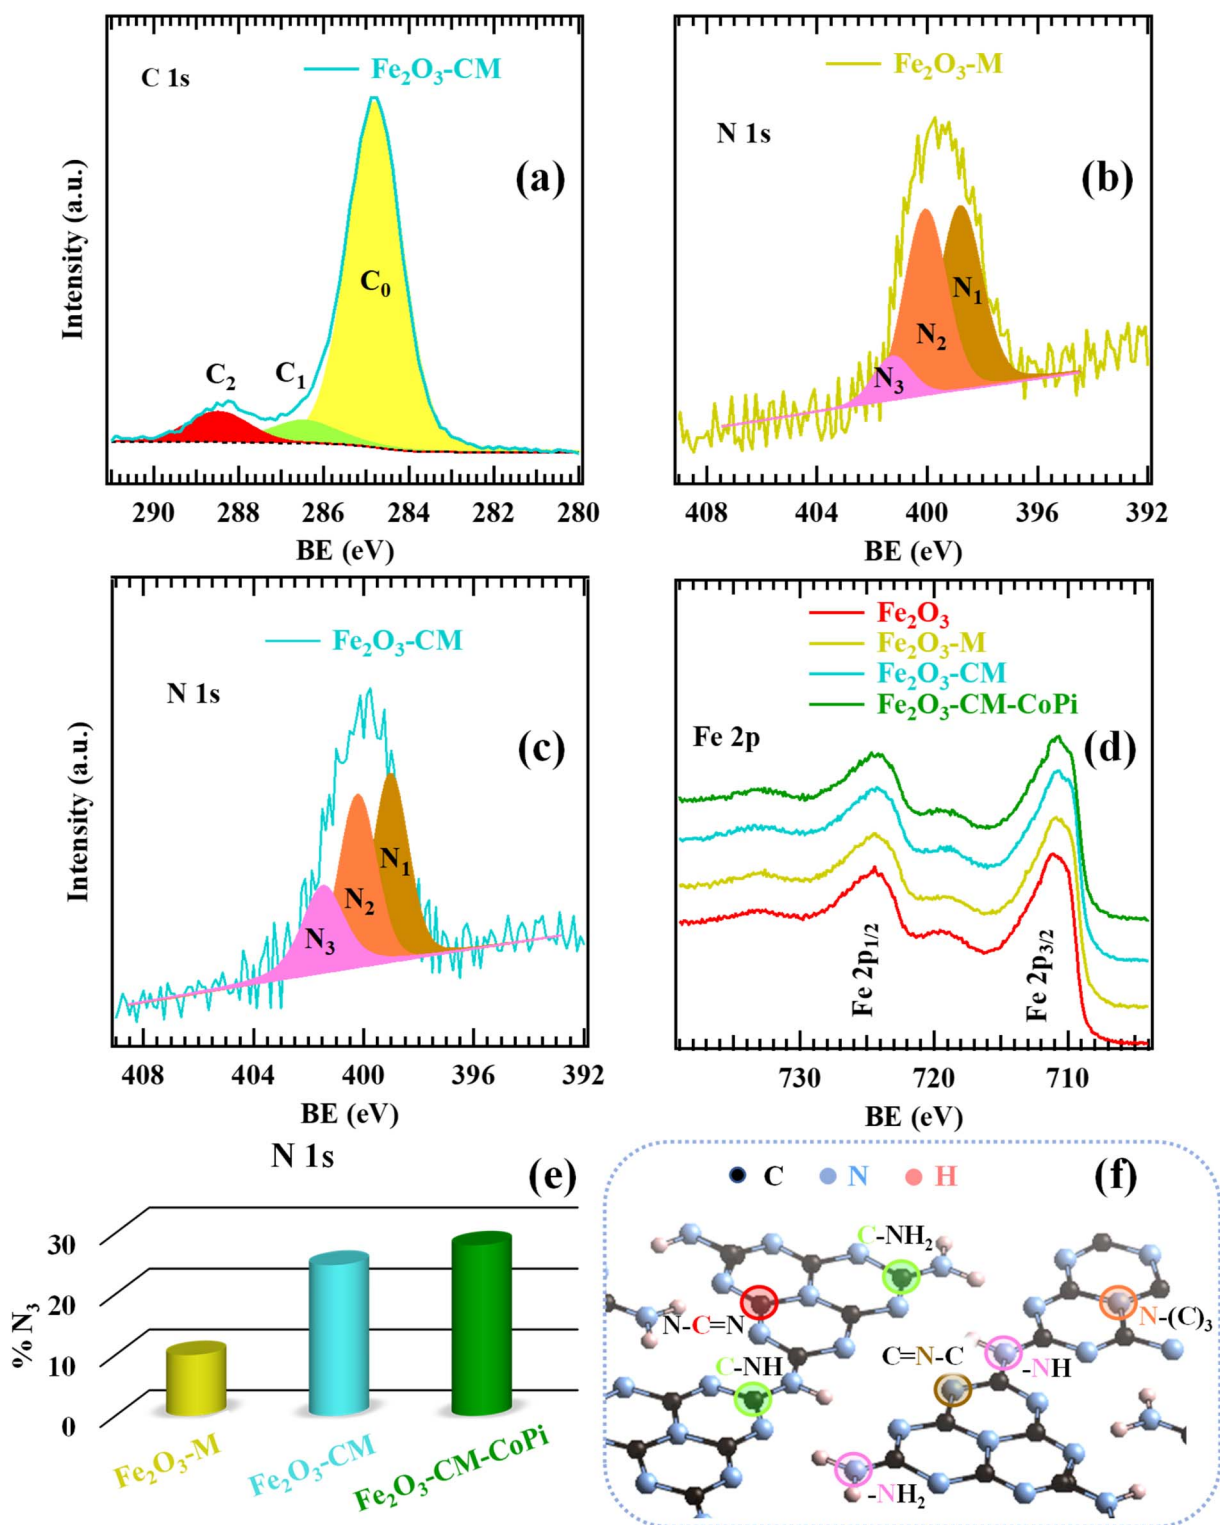 C 1s
Fe₂O₃-CM
(a)
C₀
C₁
C₂
Intensity (a.u.)
290 288 286 284 282 280
BE (eV)
Fe₂O₃-M
N 1s
(b)
N₁
N₂
N₃
408 404 400 396 392
BE (eV)
Fe₂O₃-CM
N 1s
(c)
N₁
N₂
N₃
Intensity (a.u.)
408 404 400 396 392
BE (eV)
Fe₂O₃
Fe₂O₃-M
Fe₂O₃-CM
Fe₂O₃-CM-CoPi
Fe 2p
(d)
Fe 2p₁/₂
Fe 2p₃/₂
730 720 710
BE (eV)
N 1s
(e)
30
20
10
0
% N₃
Fe₂O₃-M
Fe₂O₃-CM
Fe₂O₃-CM-CoPi
C N H
(f)
C-NH₂
N-C=N
N-(C)₃
C-NH
C=N-C
-NH
-NH₂